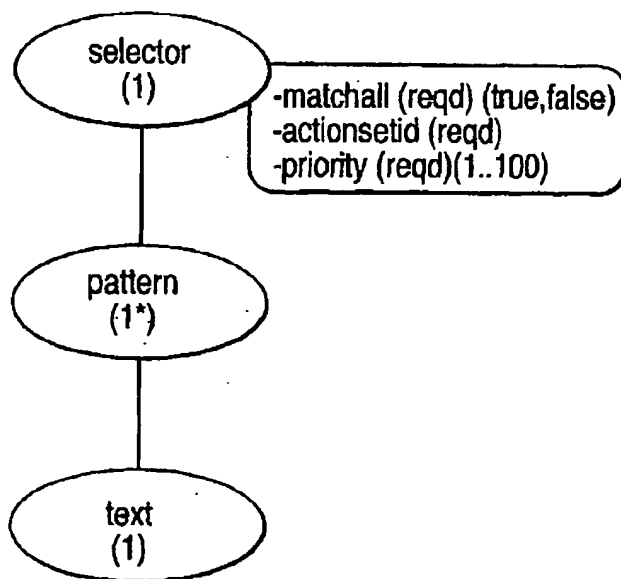 selector
(1)
-matchall (reqd) (true,false)
-actionsetid (reqd)
-priority (reqd)(1..100)
pattern
(1*)
text
(1)